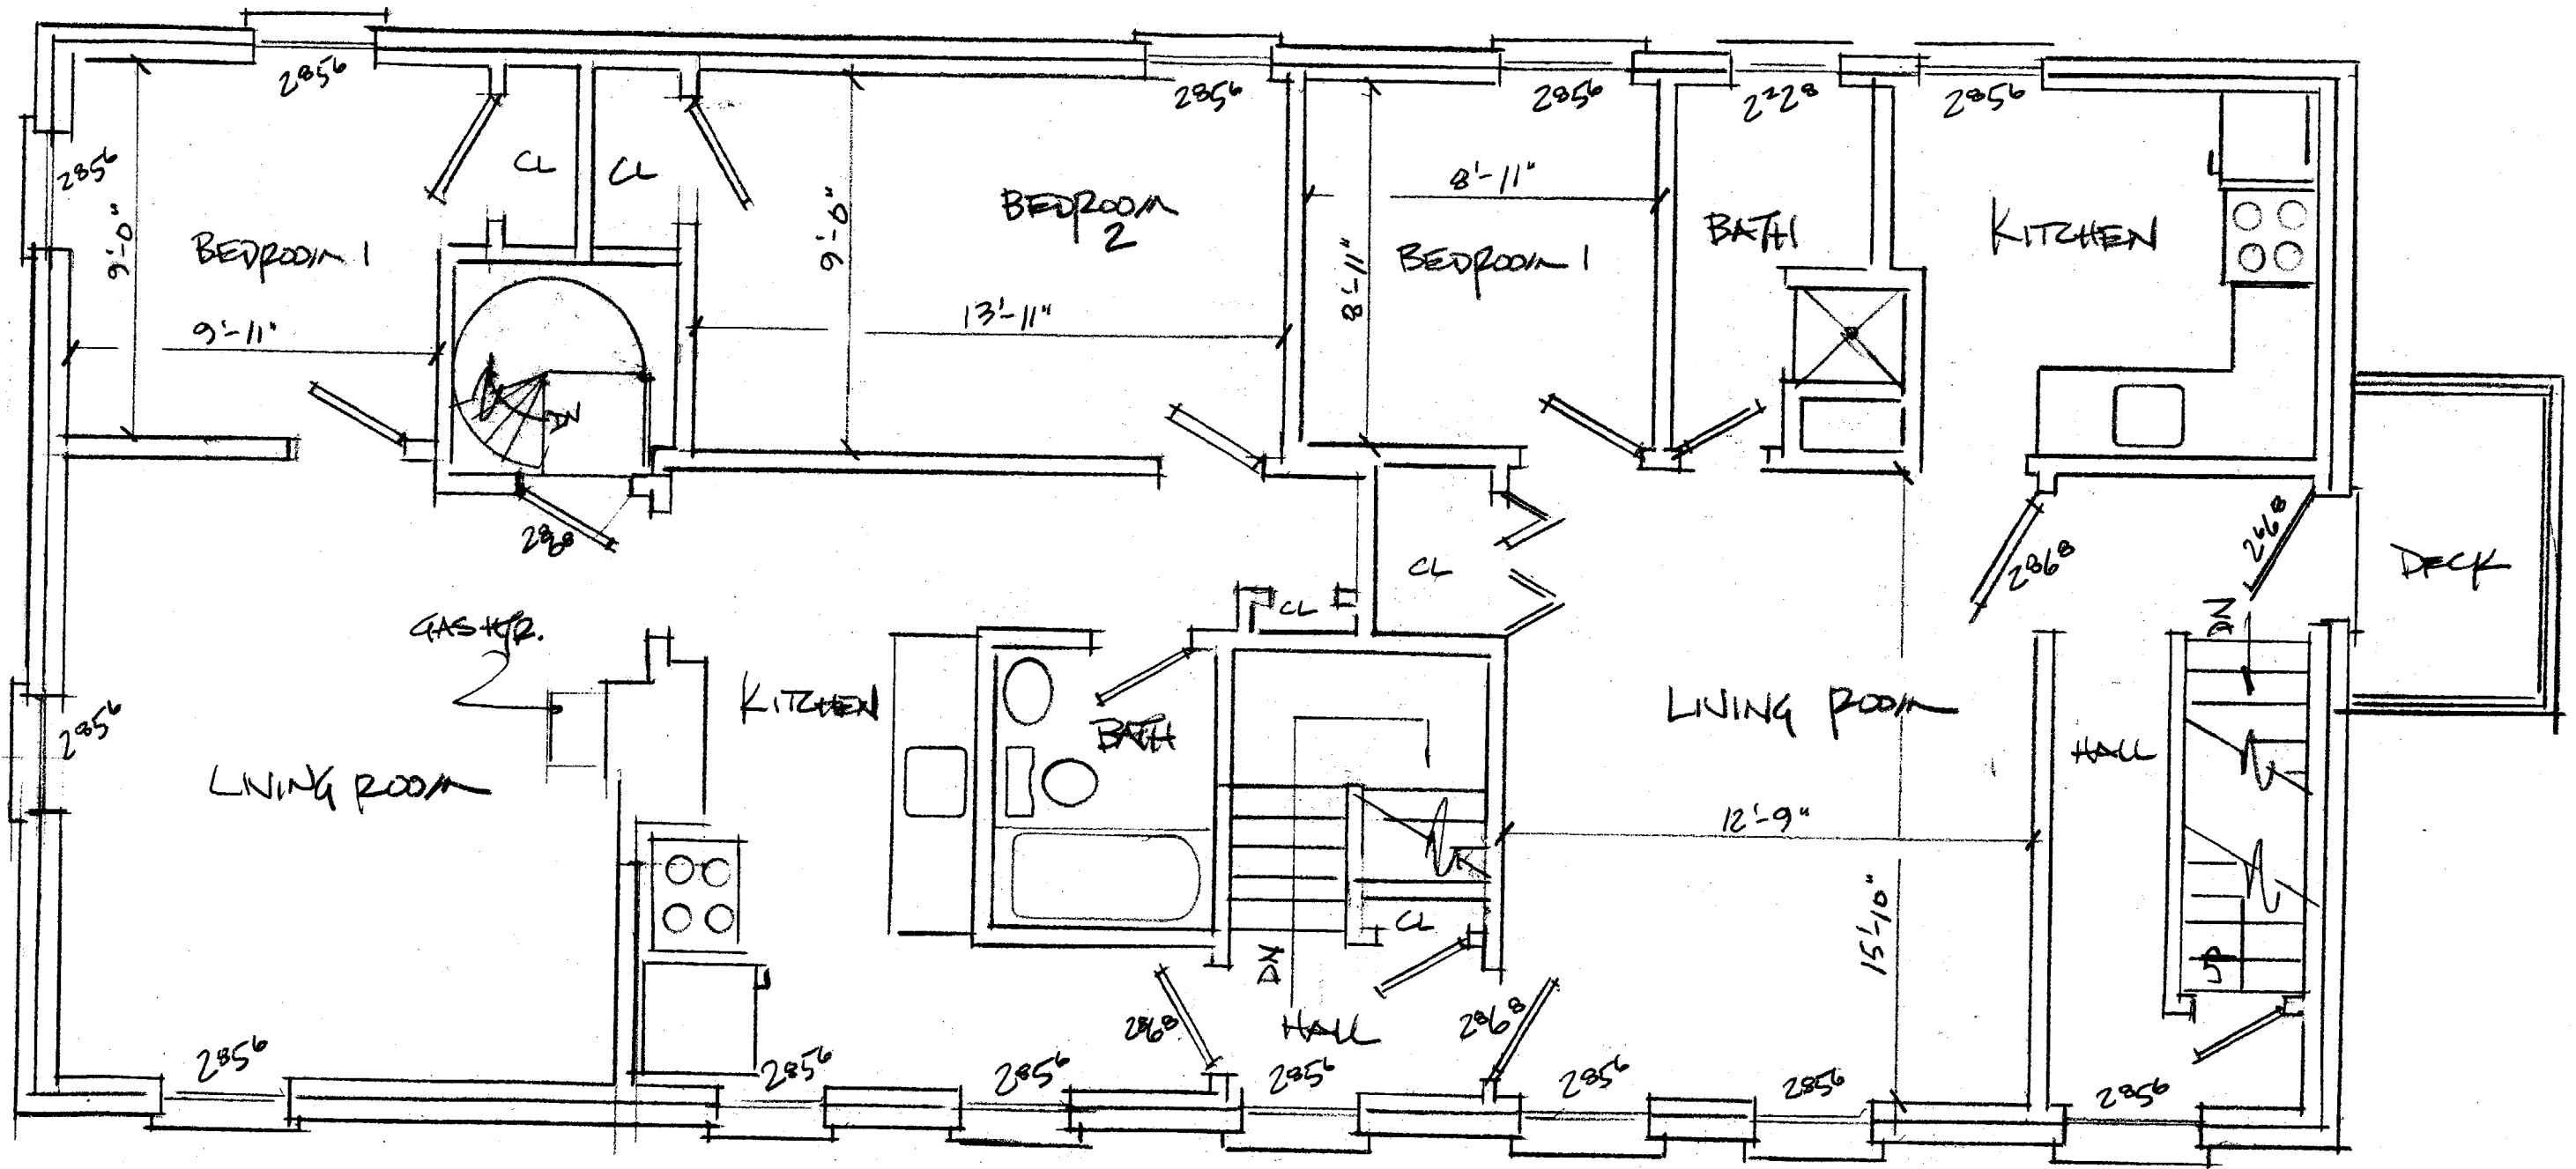 2⁸5⁶
2⁸5⁶
2⁸5⁶
2²2⁸
2⁸5⁶
2⁸5⁶
CL
CL
BEDROOM
2
8'-11"
BATH
KITCHEN
9'-0"
BEDROOM 1
9'-0"
8'-11"
BEDROOM 1
9'-11"
13'-11"
DN
2⁸6⁸
CL
2⁸6⁸
2⁶6⁸
DECK
GAS HTR.
CL
DN
KITCHEN
BATH
LIVING ROOM
HALL
2⁸5⁶
LIVING ROOM
12'-9"
CL
15'-10"
DN
UP
2⁸6⁸
HALL
2⁸6⁸
2⁸5⁶
2⁸5⁶
2⁸5⁶
2⁸5⁶
2⁸5⁶
2⁸5⁶
2⁸5⁶